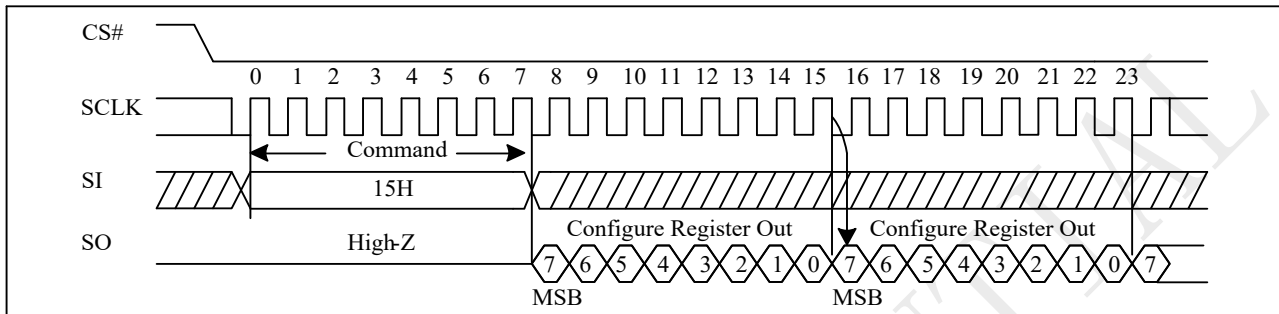 CS#
0 1 2 3 4 5 6 7 8 9 10 11 12 13 14 15 16 17 18 19 20 21 22 23
SCLK
Command
SI
15H
SO
High-Z
Configure Register Out
Configure Register Out
7 6 5 4 3 2 1 0 7 6 5 4 3 2 1 0 7
MSB
MSB